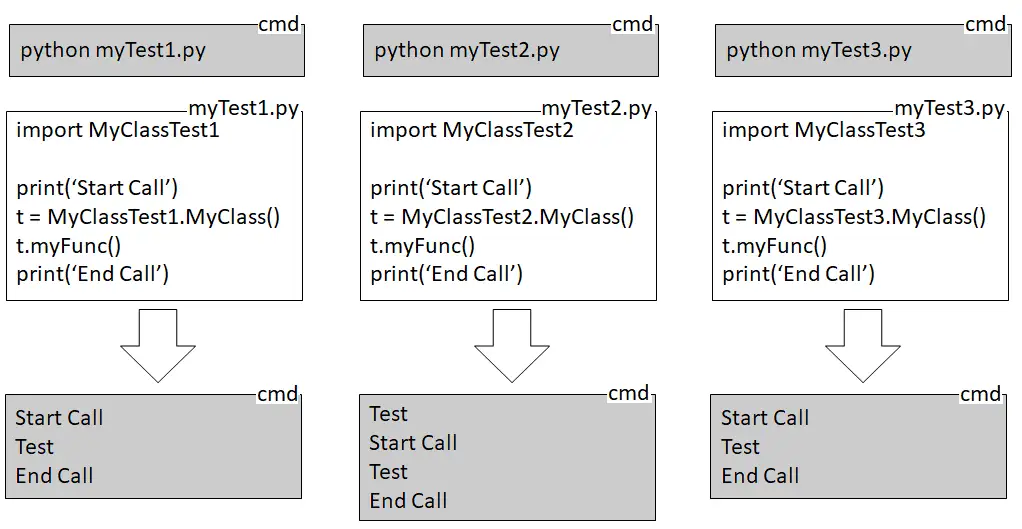 cmd
python myTest1.py
myTest1.py
import MyClassTest1
print(‘Start Call’)
t = MyClassTest1.MyClass()
t.myFunc()
print(‘End Call’)
cmd
Start Call
Test
End Call
cmd
python myTest2.py
myTest2.py
import MyClassTest2
print(‘Start Call’)
t = MyClassTest2.MyClass()
t.myFunc()
print(‘End Call’)
cmd
Test
Start Call
Test
End Call
cmd
python myTest3.py
myTest3.py
import MyClassTest3
print(‘Start Call’)
t = MyClassTest3.MyClass()
t.myFunc()
print(‘End Call’)
cmd
Start Call
Test
End Call